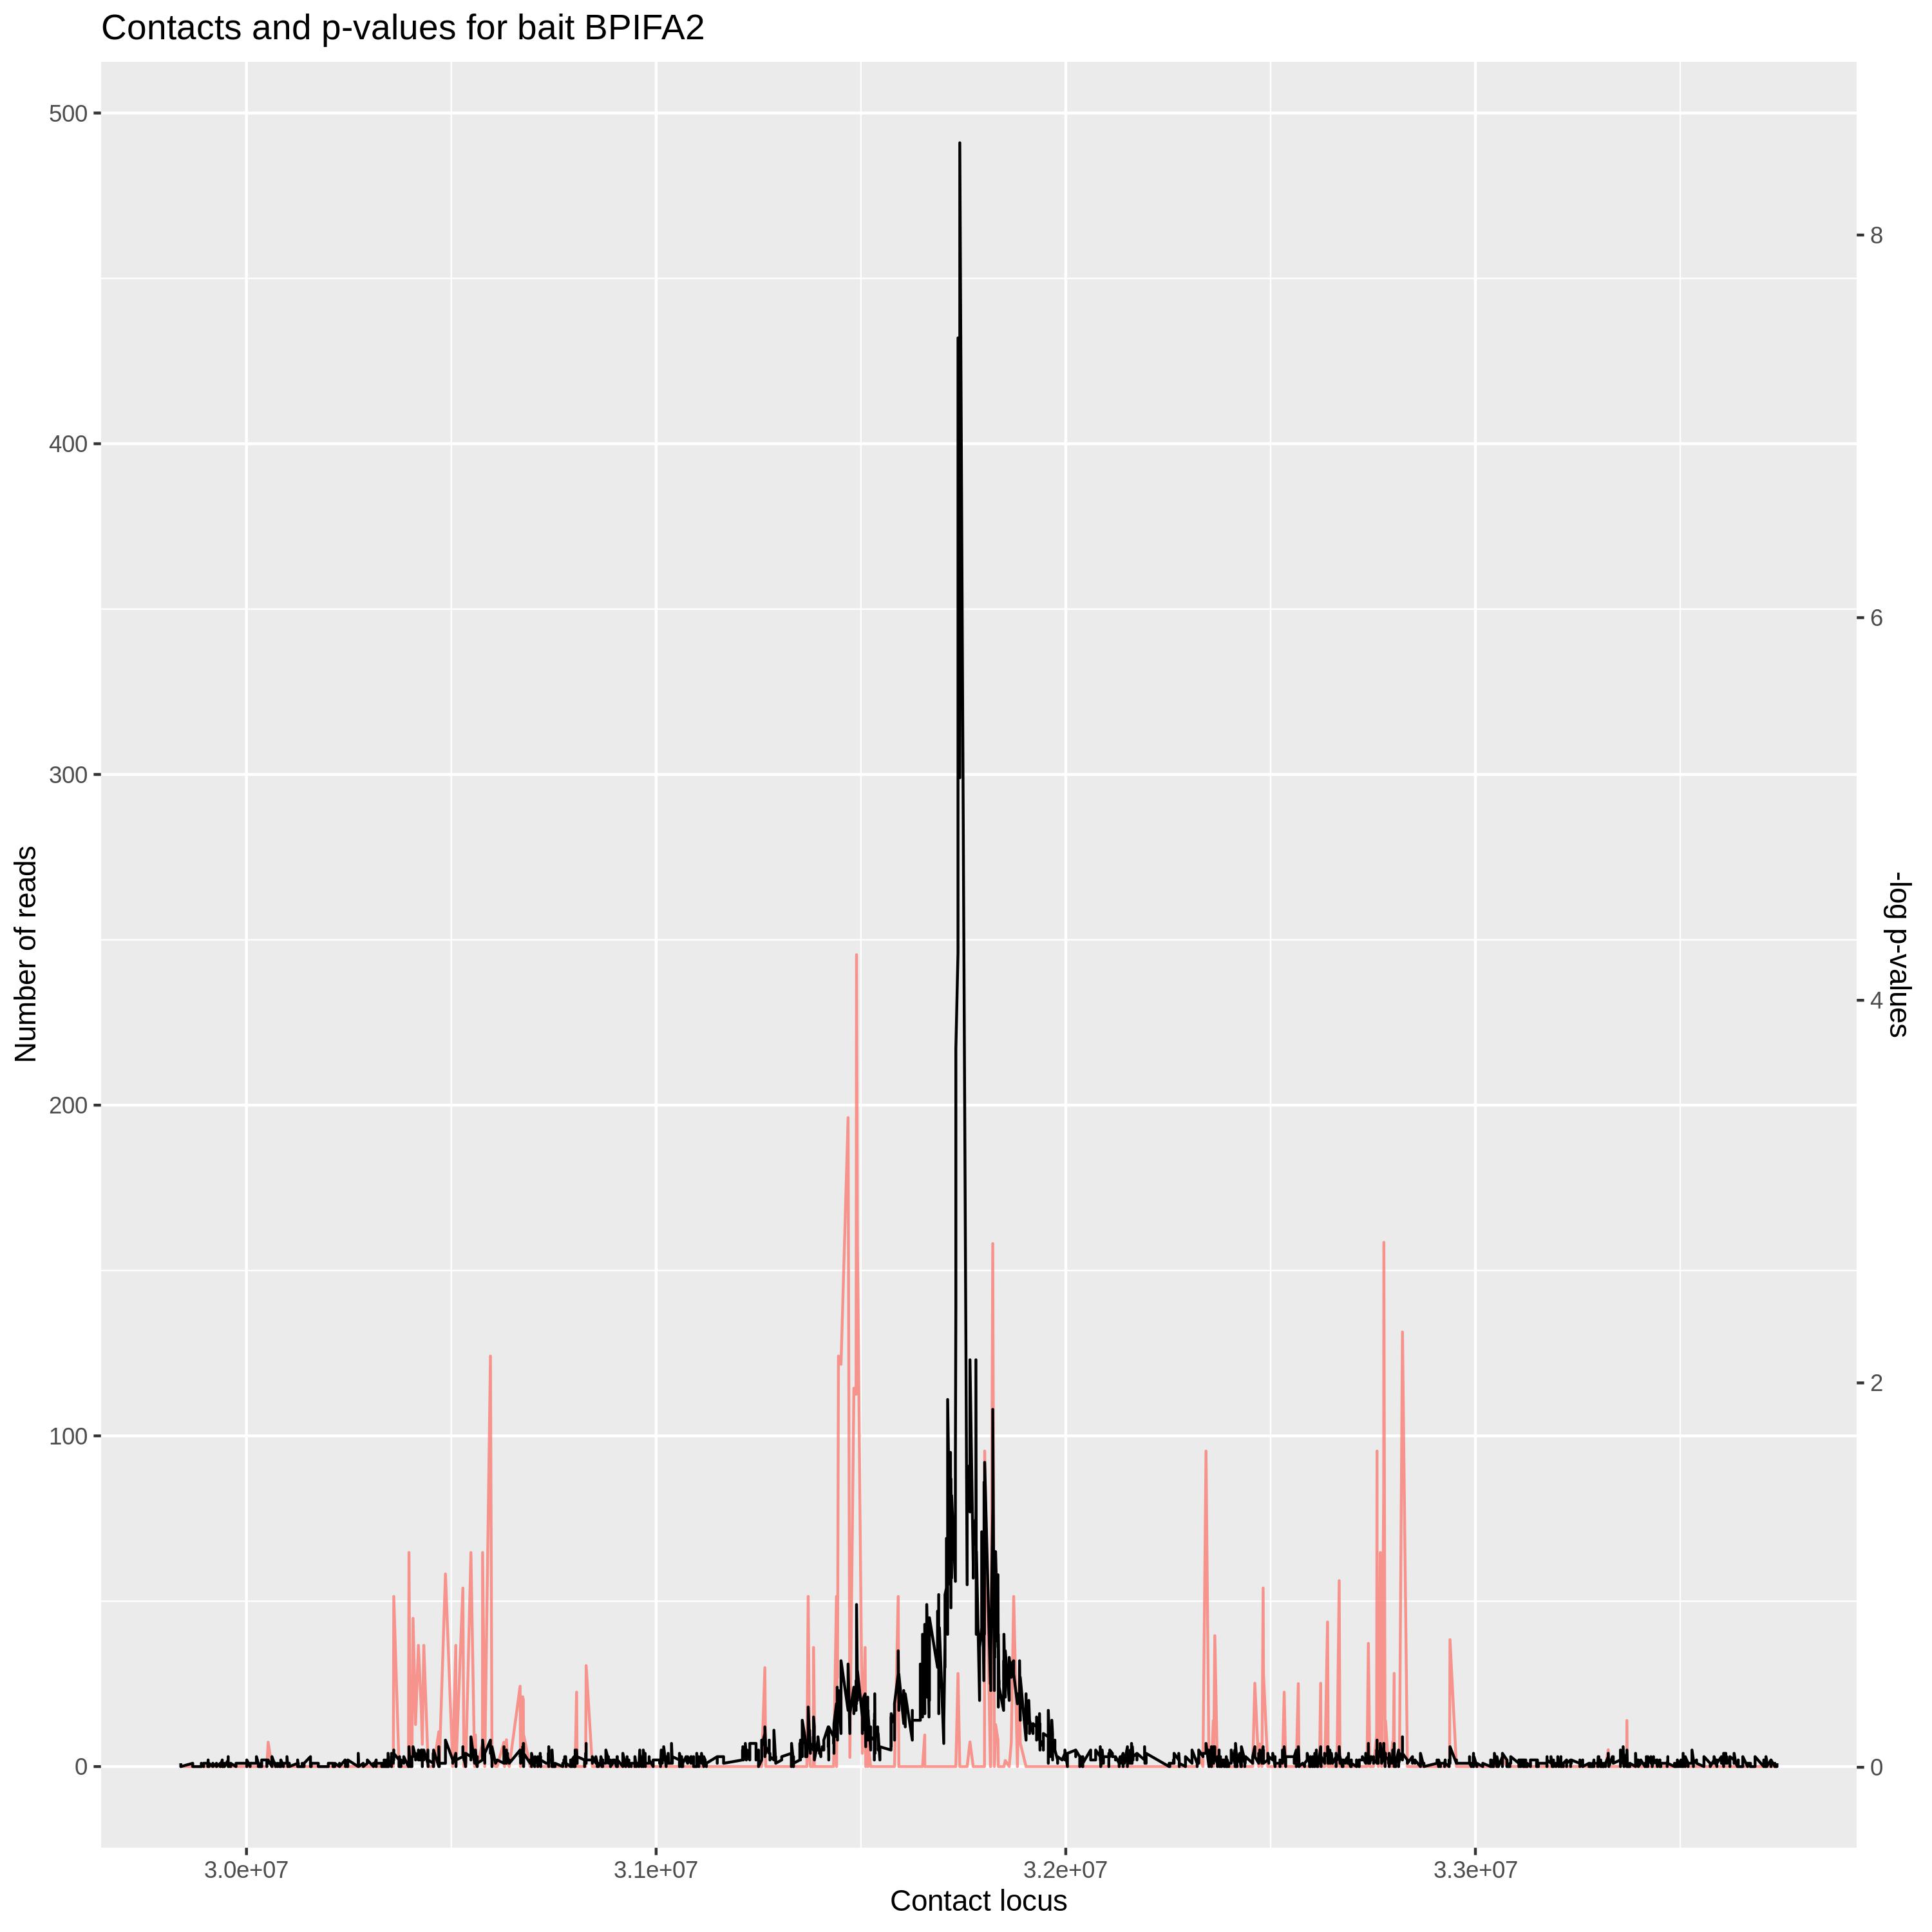 Contacts and p-values for bait BPIFA2
500
400
300
200
100
0
Number of reads
8
6
4
2
0
-log p-values
3.0e+07
3.1e+07
3.2e+07
3.3e+07
Contact locus